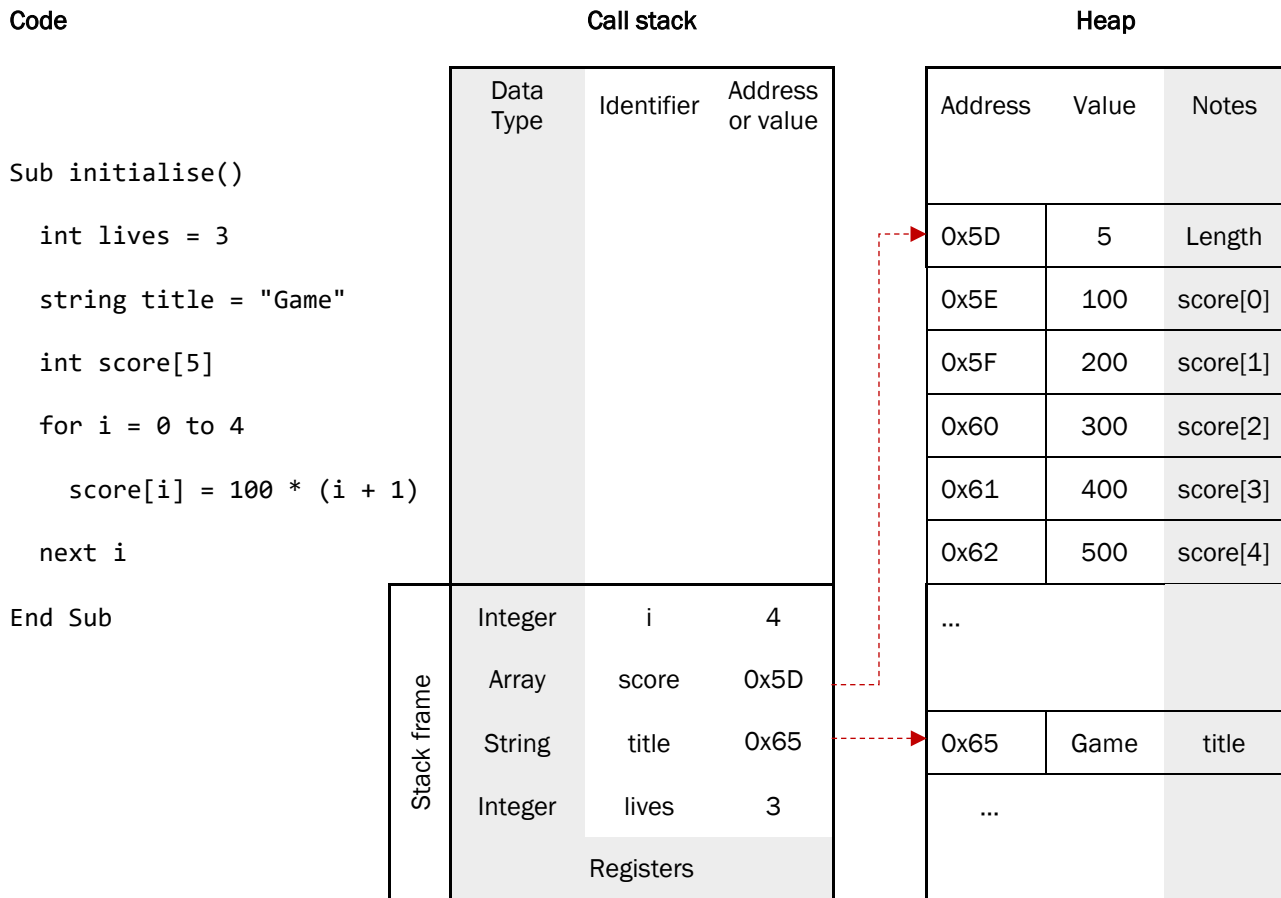 Code
Call stack
Heap
Data Type Identifier Address or value
Address Value Notes
Sub initialise()
int lives = 3
string title = "Game"
int score[5]
for i = 0 to 4
score[i] = 100 * (i + 1)
next i
End Sub
Stack frame
Integer i 4
Array score 0x5D
String title 0x65
Integer lives 3
Registers
0x5D 5 Length
0x5E 100 score[0]
0x5F 200 score[1]
0x60 300 score[2]
0x61 400 score[3]
0x62 500 score[4]
...
0x65 Game title
...